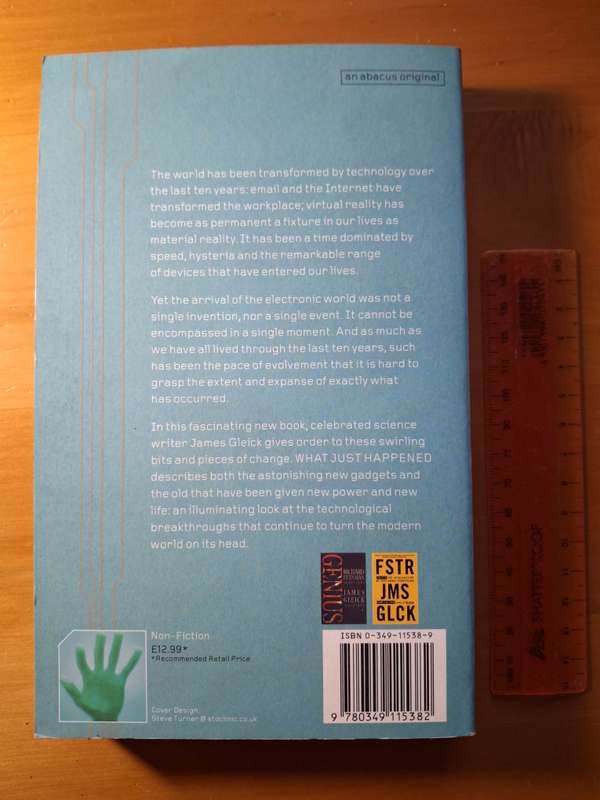 an abacus original
The world has been transformed by technology over
the last ten years: email and the Internet have
transformed the workplace; virtual reality has
become as permanent a fixture in our lives as
material reality. It has been a time dominated by
speed, hysteria and the remarkable range
of devices that have entered our lives.
Yet the arrival of the electronic world was not a
single invention, nor a single event. It cannot be
encompassed in a single moment. And as much as
we have all lived through the last ten years, such
has been the pace of evolvement that it is hard to
grasp the extent and expanse of exactly what
has occurred.
In this fascinating new book, celebrated science
writer James Gleick gives order to these swirling
bits and pieces of change. WHAT JUST HAPPENED
describes both the astonishing new gadgets and
the old that have been given new power and new
life: an illuminating look at the technological
breakthroughs that continue to turn the modern
world on its head.
GENIUS
RICHARD
FEYNMAN
JAMES
GLEICK
FSTR
JMS
GLCK
Non-Fiction
£12.99*
*Recommended Retail Price
Cover Design:
Steve Turner @ stochnic.co.uk
ISBN 0-349-11538-9
9 780349 115382
SHATTERPROOF